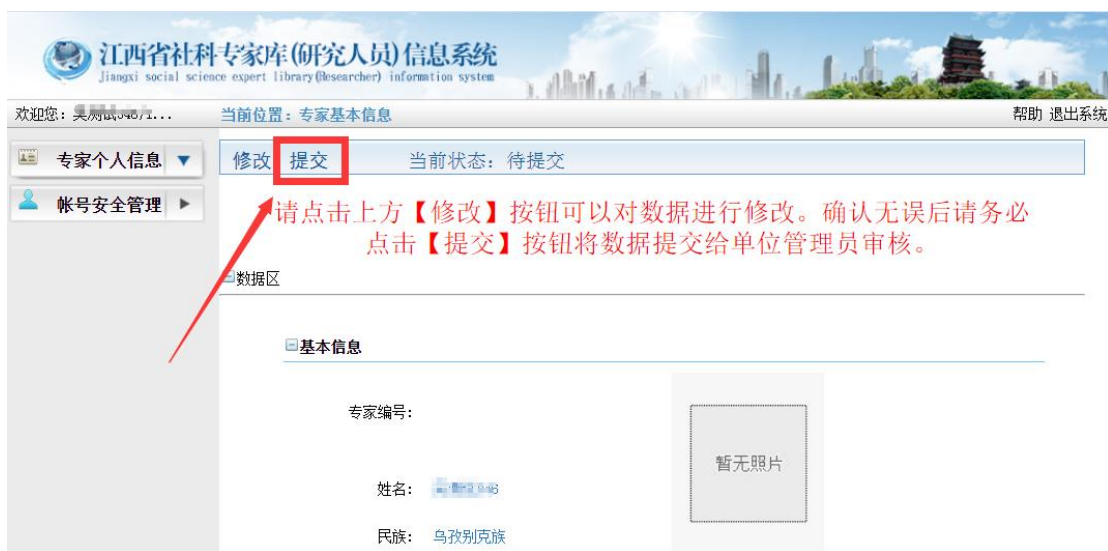 江西省社科专家库(研究人员)信息系统
Jiangxi social science expert library(Researcher) information system
欢迎您：
当前位置：专家基本信息
帮助 退出系统
专家个人信息
修改 提交 当前状态：待提交
帐号安全管理
请点击上方【修改】按钮可以对数据进行修改。确认无误后请务必
点击【提交】按钮将数据提交给单位管理员审核。
数据区
基本信息
专家编号：
暂无照片
姓名：
民族： 乌孜别克族